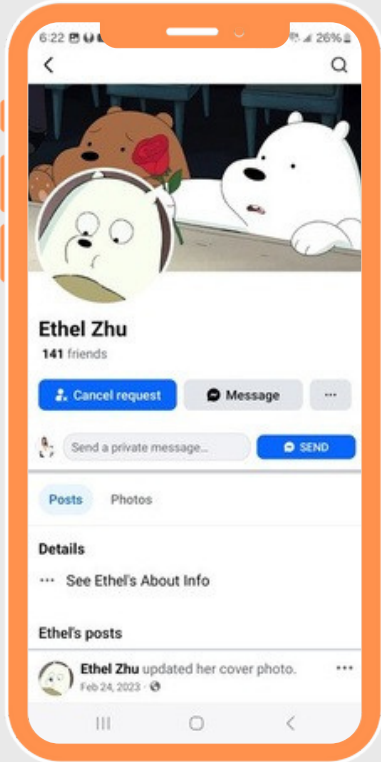 6:22
26%
Ethel Zhu
141 friends
Cancel request
Message
Send a private message...
SEND
Posts Photos
Details
See Ethel's About Info
Ethel's posts
Ethel Zhu updated her cover photo.
Feb 24, 2023